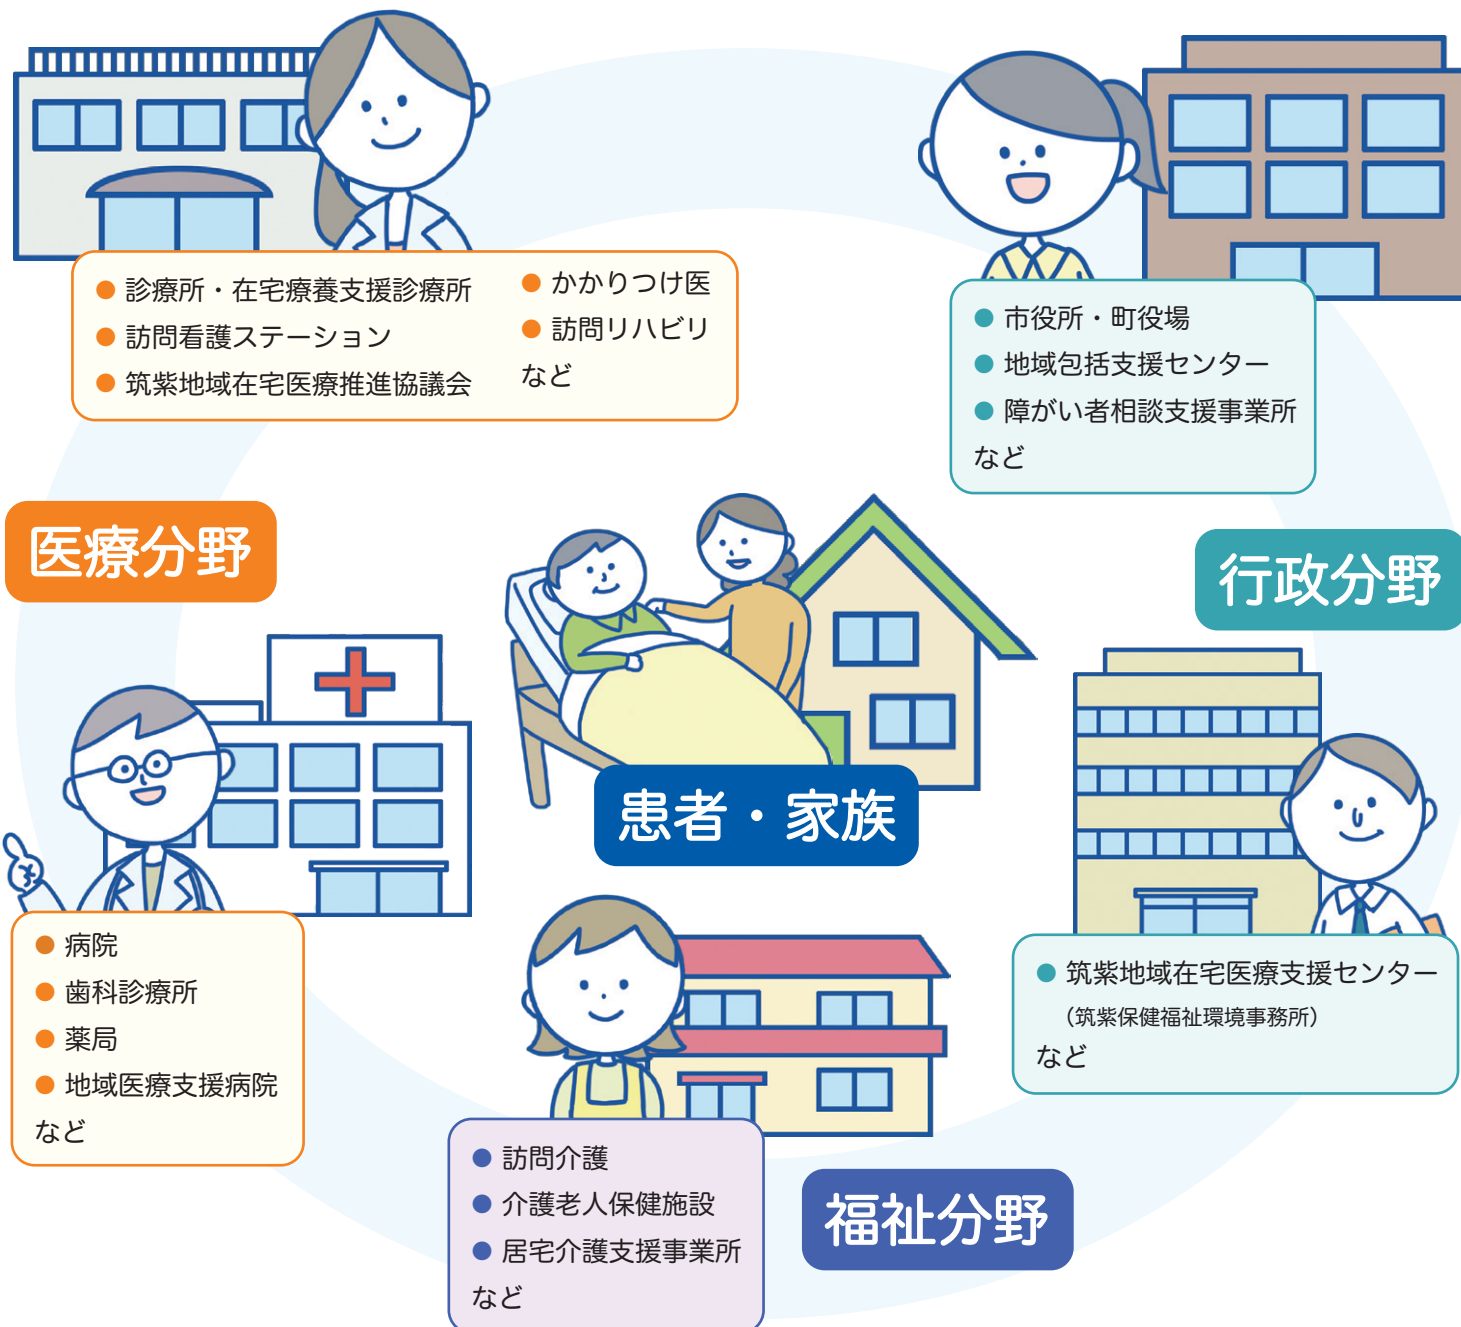 ● 診療所・在宅療養支援診療所
● 訪問看護ステーション
● 筑紫地域在宅医療推進協議会
● かかりつけ医
● 訪問リハビリ
など
● 市役所・町役場
● 地域包括支援センター
● 障がい者相談支援事業所
など
医療分野
行政分野
患者・家族
● 病院
● 歯科診療所
● 薬局
● 地域医療支援病院
など
● 筑紫地域在宅医療支援センター
（筑紫保健福祉環境事務所）
など
● 訪問介護
● 介護老人保健施設
● 居宅介護支援事業所
など
福祉分野